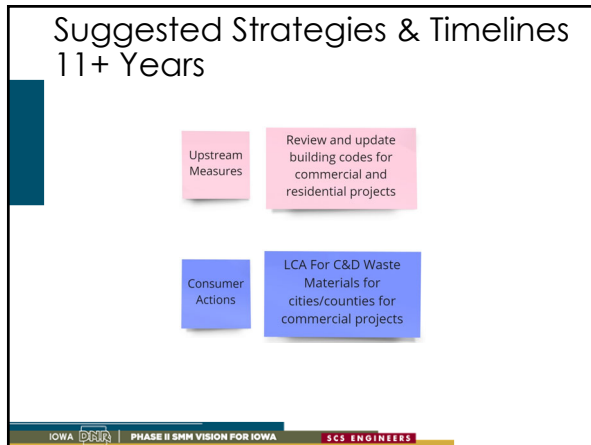 Suggested Strategies & Timelines
11+ Years
Upstream
Measures
Review and update
building codes for
commercial and
residential projects
Consumer
Actions
LCA For C&D Waste
Materials for
cities/counties for
commercial projects
IOWA DNR | PHASE II SMM VISION FOR IOWA SCS ENGINEERS